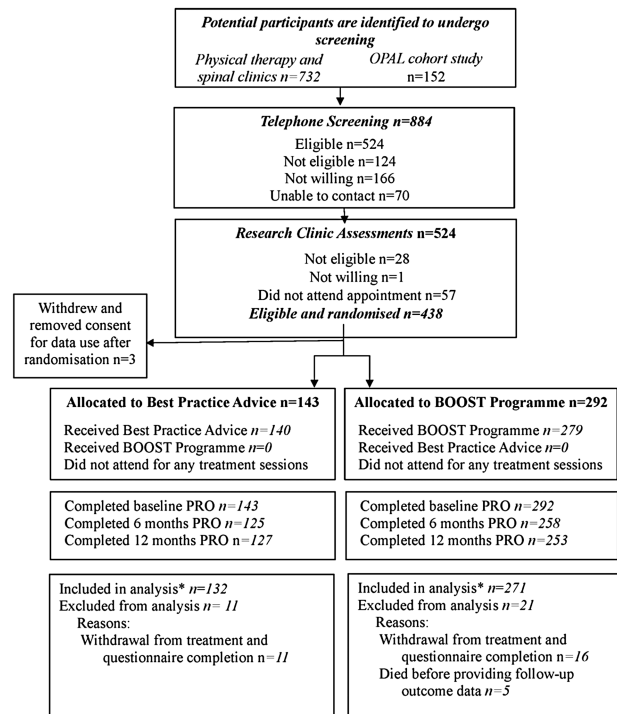 Potential participants are identified to undergo
screening
Physical therapy and
spinal clinics n=732
OPAL cohort study
n=152
Telephone Screening n=884
Eligible n=524
Not eligible n=124
Not willing n=166
Unable to contact n=70
Research Clinic Assessments n=524
Not eligible n=28
Not willing n=1
Did not attend appointment n=57
Eligible and randomised n=438
Withdrew and
removed consent
for data use after
randomisation n=3
Allocated to Best Practice Advice n=143
Received Best Practice Advice n=140
Received BOOST Programme n=0
Did not attend for any treatment sessions
Allocated to BOOST Programme n=292
Received BOOST Programme n=279
Received Best Practice Advice n=0
Did not attend for any treatment sessions
Completed baseline PRO n=143
Completed 6 months PRO n=125
Completed 12 months PRO n=127
Completed baseline PRO n=292
Completed 6 months PRO n=258
Completed 12 months PRO n=253
Included in analysis* n=132
Excluded from analysis n= 11
Reasons:
Withdrawal from treatment and
questionnaire completion n=11
Included in analysis* n=271
Excluded from analysis n=21
Reasons:
Withdrawal from treatment and
questionnaire completion n=16
Died before providing follow-up
outcome data n=5